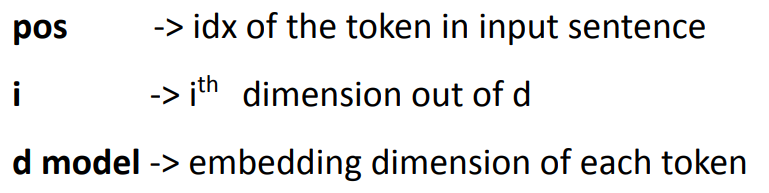 pos -> idx of the token in input sentence
i -> ith dimension out of d
d model -> embedding dimension of each token